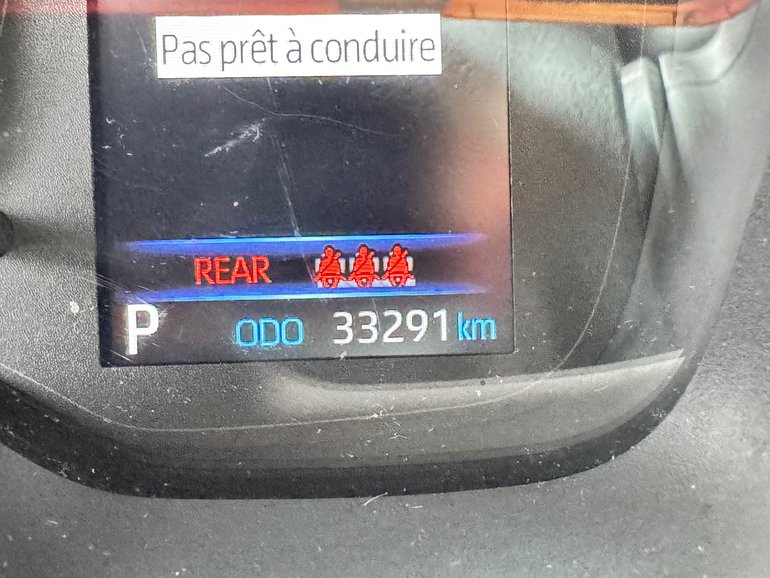 Pas prêt à conduire
REAR
P ODO 33291 km